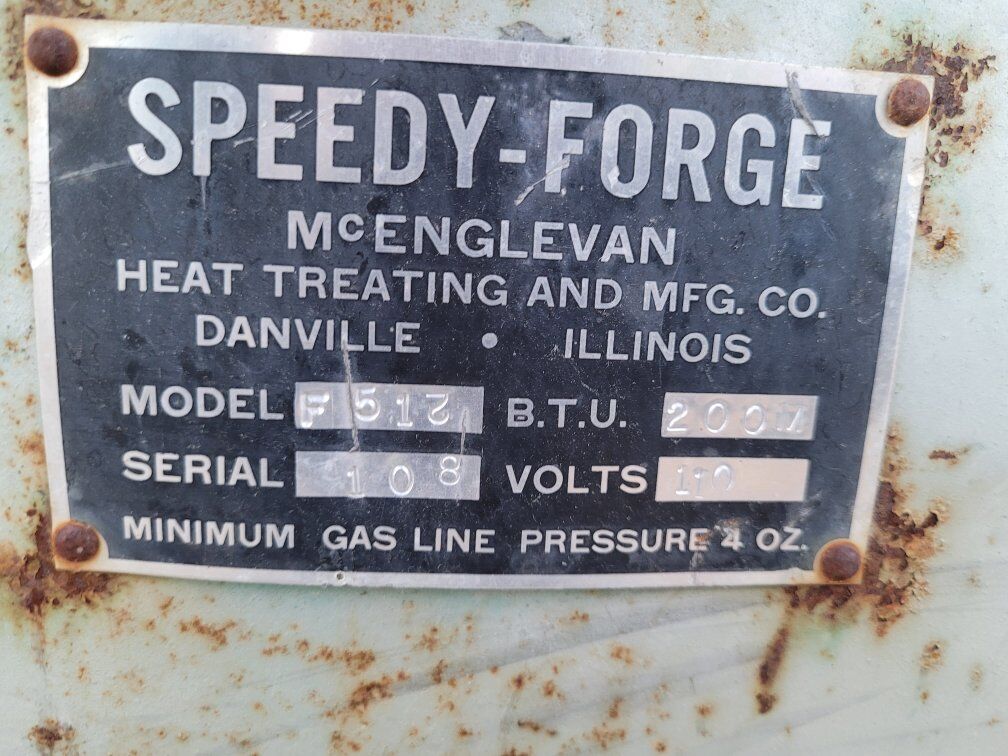 SPEEDY-FORGE
McENGLEVAN
HEAT TREATING AND MFG. CO.
DANVILLE • ILLINOIS
MODEL B.T.U. 200M
SERIAL 108 VOLTS 110
MINIMUM GAS LINE PRESSURE 4 OZ.